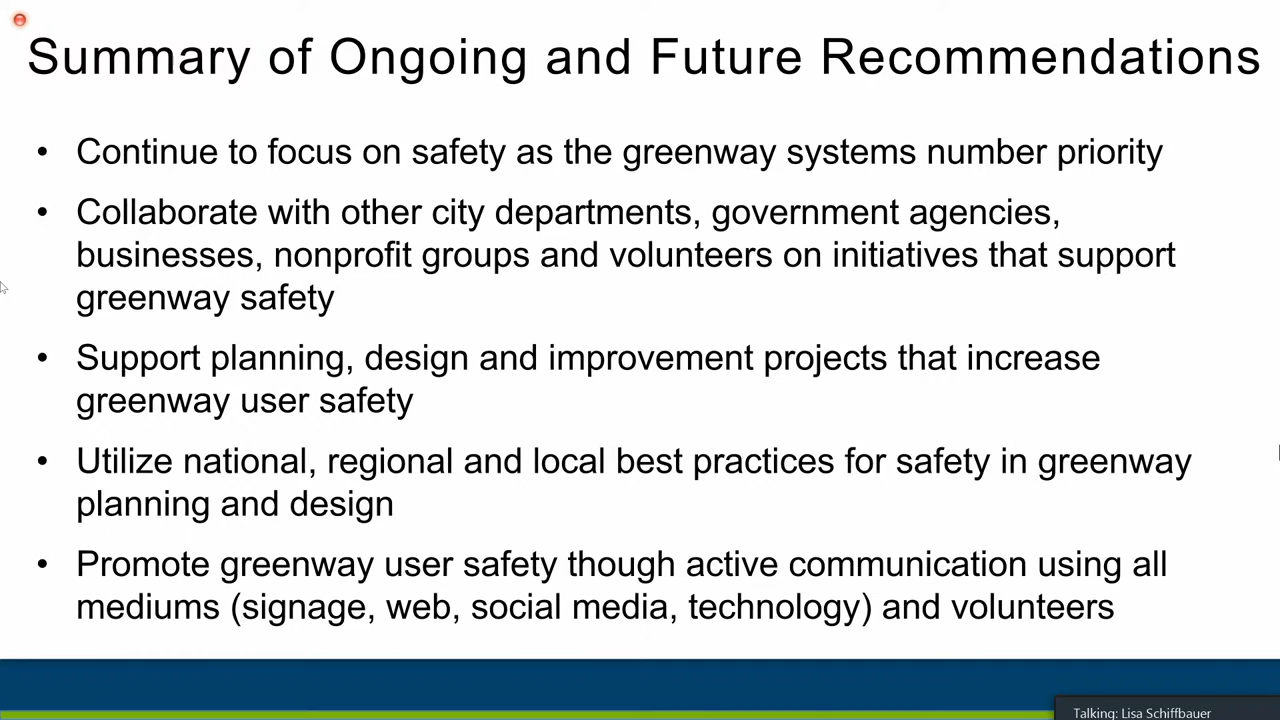 Summary of Ongoing and Future Recommendations
• Continue to focus on safety as the greenway systems number priority
• Collaborate with other city departments, government agencies,
businesses, nonprofit groups and volunteers on initiatives that support
greenway safety
• Support planning, design and improvement projects that increase
greenway user safety
• Utilize national, regional and local best practices for safety in greenway
planning and design
• Promote greenway user safety though active communication using all
mediums (signage, web, social media, technology) and volunteers
Talking: Lisa Schiffbauer